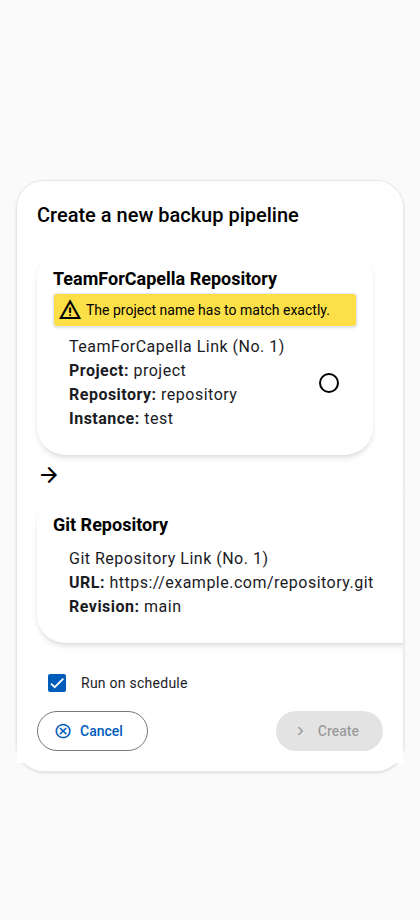 Create a new backup pipeline
TeamForCapella Repository
The project name has to match exactly.
TeamForCapella Link (No. 1)
Project: project
Repository: repository
Instance: test
Git Repository
Git Repository Link (No. 1)
URL: https://example.com/repository.git
Revision: main
Run on schedule
Cancel
Create